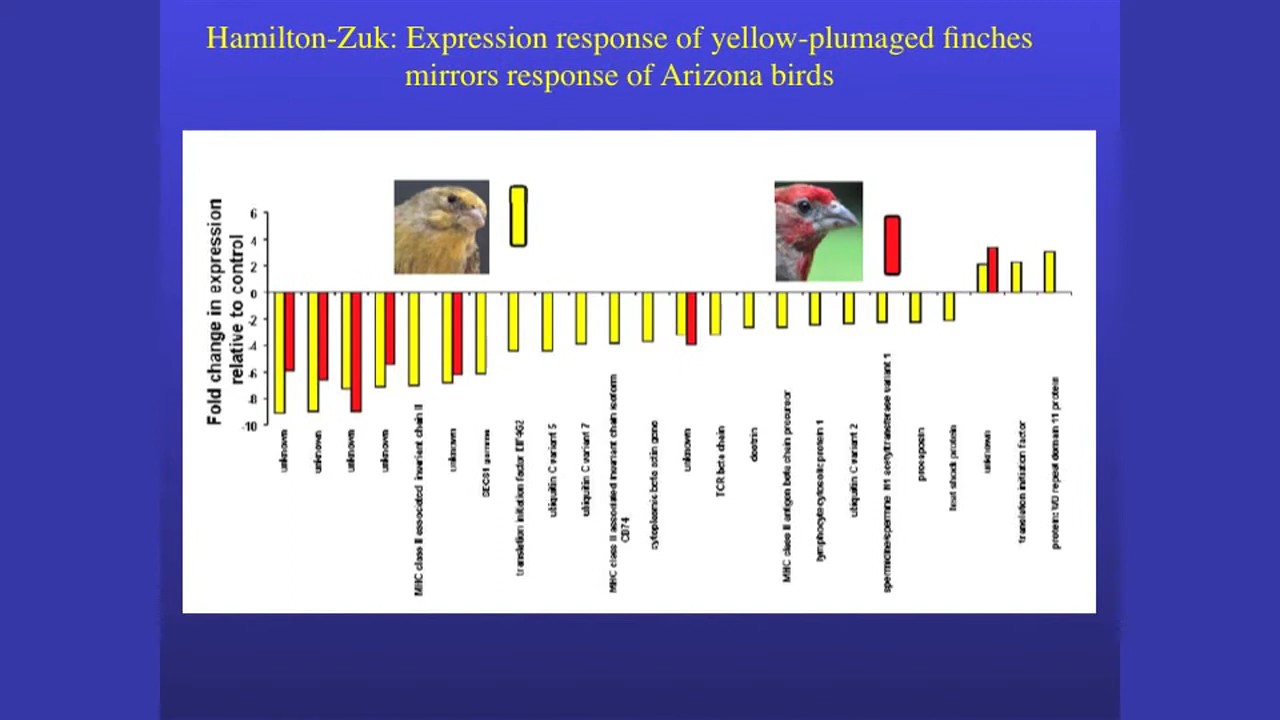 Hamilton-Zuk: Expression response of yellow-plumaged finches
mirrors response of Arizona birds
Fold change in expression
relative to control
6
4
2
0
-2
-4
-6
-8
-10
unknown
unknown
unknown
unknown
MHC class II associated invariant chain II
unknown
SEC61 gamma
translation initiation factor EIF4G2
ubiquitin C variant 5
ubiquitin C variant 7
MHC class II associated invariant chain isoform
CD74
cytoplasmic beta actin gene
unknown
TCR beta chain
MHC class II antigen beta chain precursor
lymphocyte cytosolic protein 1
ubiquitin C variant 2
spermidine/spermine N1 acetyltransferase variant 1
heat shock protein
unknown
translation initiation factor
protein: WD repeat domain 11 protein